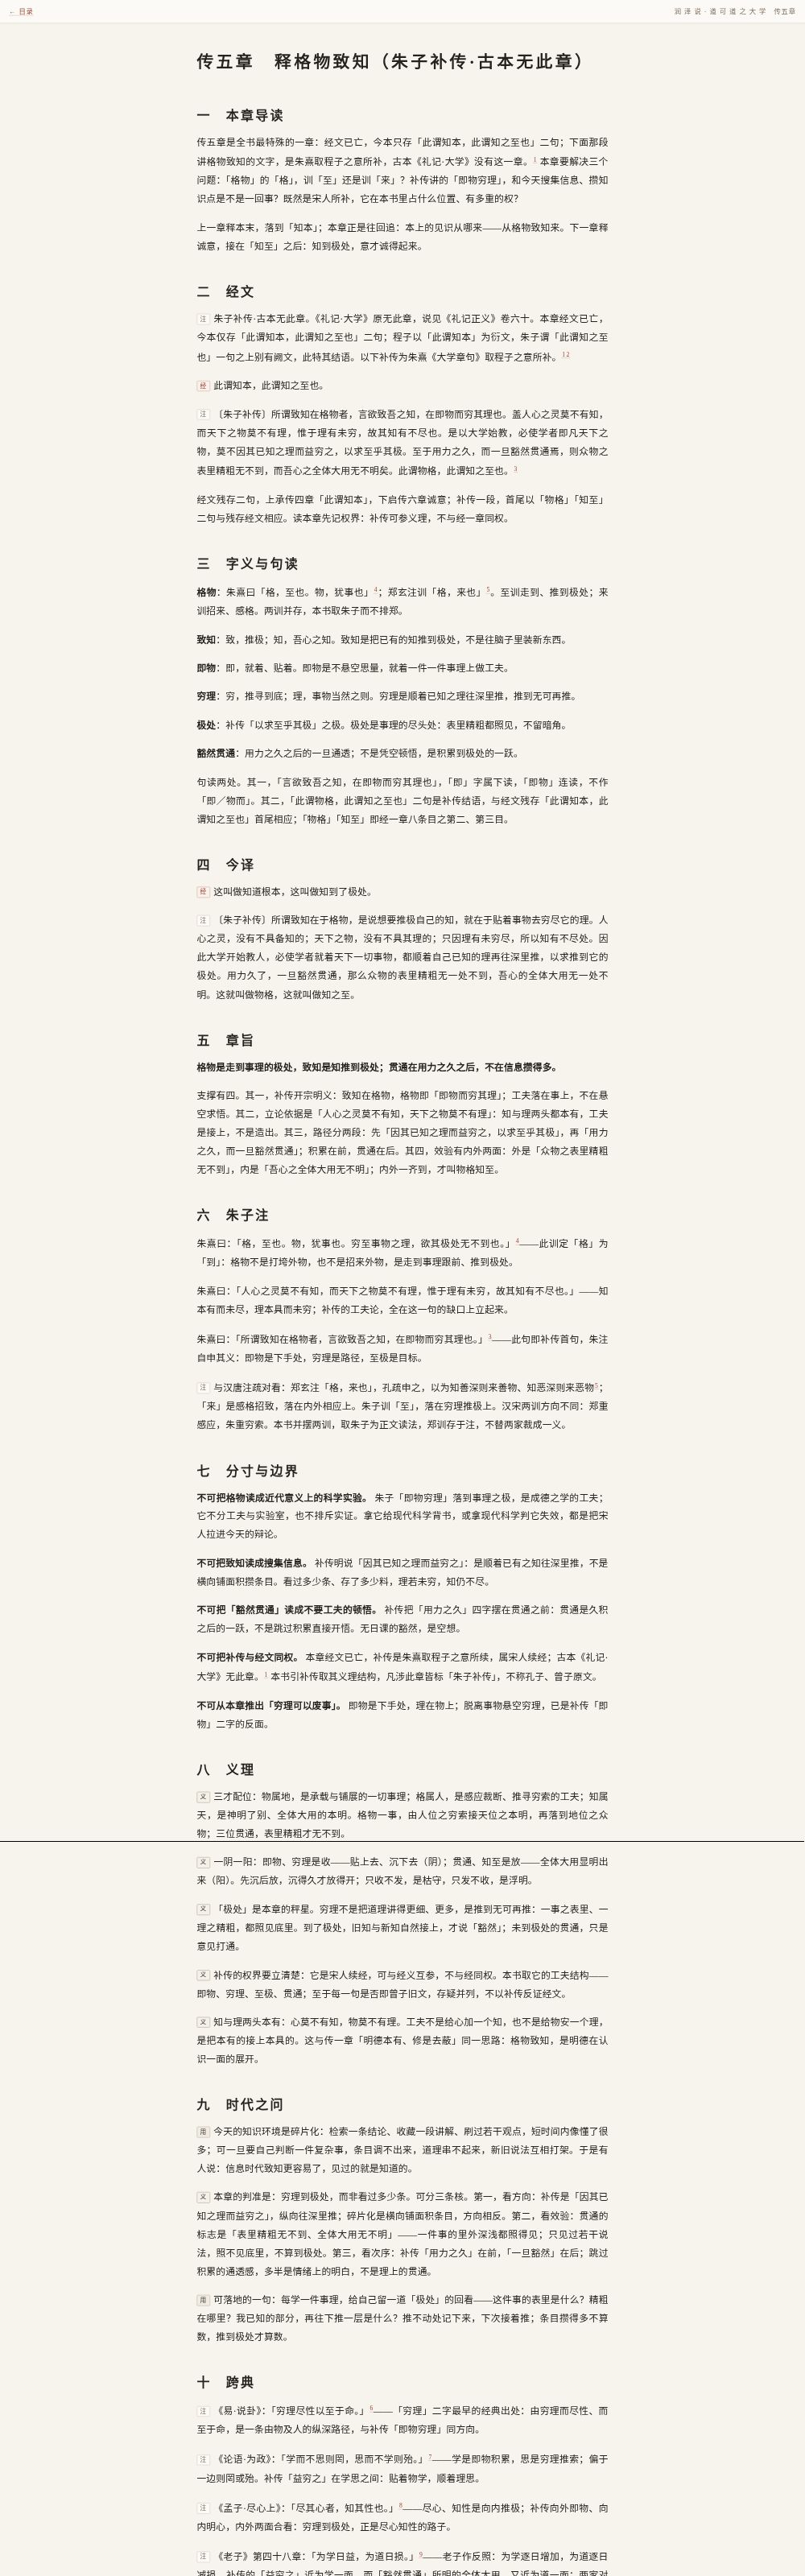 ← 目录
润泽说·道可道之大学 传五章
传五章　释格物致知（朱子补传·古本无此章）
一　本章导读
传五章是全书最特殊的一章：经文已亡，今本只存「此谓知本，此谓知之至也」二句；下面那段
讲格物致知的文字，是朱熹取程子之意所补，古本《礼记·大学》没有这一章。1 本章要解决三个
问题：「格物」的「格」，训「至」还是训「来」？补传讲的「即物穷理」，和今天搜集信息、攒知
识点是不是一回事？既然是宋人所补，它在本书里占什么位置、有多重的权？
上一章释本末，落到「知本」；本章正是往回追：本上的见识从哪来——从格物致知来。下一章释
诚意，接在「知至」之后：知到极处，意才诚得起来。
二　经文
注 朱子补传·古本无此章。《礼记·大学》原无此章，说见《礼记正义》卷六十。本章经文已亡，
今本仅存「此谓知本，此谓知之至也」二句；程子以「此谓知本」为衍文，朱子谓「此谓知之至
也」一句之上别有阙文，此特其结语。以下补传为朱熹《大学章句》取程子之意所补。1 2
经 此谓知本，此谓知之至也。
注 〔朱子补传〕所谓致知在格物者，言欲致吾之知，在即物而穷其理也。盖人心之灵莫不有知，
而天下之物莫不有理，惟于理有未穷，故其知有不尽也。是以大学始教，必使学者即凡天下之
物，莫不因其已知之理而益穷之，以求至乎其极。至于用力之久，而一旦豁然贯通焉，则众物之
表里精粗无不到，而吾心之全体大用无不明矣。此谓物格，此谓知之至也。3
经文残存二句，上承传四章「此谓知本」，下启传六章诚意；补传一段，首尾以「物格」「知至」
二句与残存经文相应。读本章先记权界：补传可参义理，不与经一章同权。
三　字义与句读
格物：朱熹曰「格，至也。物，犹事也」4；郑玄训「格，来也」5。至训走到、推到极处；来
训招来、感格。两训并存，本书取朱子而不排郑。
致知：致，推极；知，吾心之知。致知是把已有的知推到极处，不是往脑子里装新东西。
即物：即，就着、贴着。即物是不悬空思量，就着一件一件事理上做工夫。
穷理：穷，推寻到底；理，事物当然之则。穷理是顺着已知之理往深里推，推到无可再推。
极处：补传「以求至乎其极」之极。极处是事理的尽头处：表里精粗都照见，不留暗角。
豁然贯通：用力之久之后的一旦通透；不是凭空顿悟，是积累到极处的一跃。
句读两处。其一，「言欲致吾之知，在即物而穷其理也」，「即」字属下读，「即物」连读，不作
「即／物而」。其二，「此谓物格，此谓知之至也」二句是补传结语，与经文残存「此谓知本，此
谓知之至也」首尾相应；「物格」「知至」即经一章八条目之第二、第三目。
四　今译
经 这叫做知道根本，这叫做知到了极处。
注 〔朱子补传〕所谓致知在于格物，是说想要推极自己的知，就在于贴着事物去穷尽它的理。人
心之灵，没有不具备知的；天下之物，没有不具其理的；只因理有未穷尽，所以知有不尽处。因
此大学开始教人，必使学者就着天下一切事物，都顺着自己已知的理再往深里推，以求推到它的
极处。用力久了，一旦豁然贯通，那么众物的表里精粗无一处不到，吾心的全体大用无一处不
明。这就叫做物格，这就叫做知之至。
五　章旨
格物是走到事理的极处，致知是知推到极处；贯通在用力之久之后，不在信息攒得多。
支撑有四。其一，补传开宗明义：致知在格物，格物即「即物而穷其理」；工夫落在事上，不在悬
空求悟。其二，立论依据是「人心之灵莫不有知，天下之物莫不有理」：知与理两头都本有，工夫
是接上，不是造出。其三，路径分两段：先「因其已知之理而益穷之，以求至乎其极」，再「用力
之久，而一旦豁然贯通」；积累在前，贯通在后。其四，效验有内外两面：外是「众物之表里精粗
无不到」，内是「吾心之全体大用无不明」；内外一齐到，才叫物格知至。
六　朱子注
朱熹曰：「格，至也。物，犹事也。穷至事物之理，欲其极处无不到也。」4——此训定「格」为
「到」：格物不是打垮外物，也不是招来外物，是走到事理跟前、推到极处。
朱熹曰：「人心之灵莫不有知，而天下之物莫不有理，惟于理有未穷，故其知有不尽也。」——知
本有而未尽，理本具而未穷；补传的工夫论，全在这一句的缺口上立起来。
朱熹曰：「所谓致知在格物者，言欲致吾之知，在即物而穷其理也。」3——此句即补传首句，朱注
自申其义：即物是下手处，穷理是路径，至极是目标。
注 与汉唐注疏对看：郑玄注「格，来也」，孔疏申之，以为知善深则来善物、知恶深则来恶物5；
「来」是感格招致，落在内外相应上。朱子训「至」，落在穷理推极上。汉宋两训方向不同：郑重
感应，朱重穷索。本书并摆两训，取朱子为正文读法，郑训存于注，不替两家裁成一义。
七　分寸与边界
不可把格物读成近代意义上的科学实验。 朱子「即物穷理」落到事理之极，是成德之学的工夫；
它不分工夫与实验室，也不排斥实证。拿它给现代科学背书，或拿现代科学判它失效，都是把宋
人拉进今天的辩论。
不可把致知读成搜集信息。 补传明说「因其已知之理而益穷之」：是顺着已有之知往深里推，不是
横向铺面积攒条目。看过多少条、存了多少料，理若未穷，知仍不尽。
不可把「豁然贯通」读成不要工夫的顿悟。 补传把「用力之久」四字摆在贯通之前：贯通是久积
之后的一跃，不是跳过积累直接开悟。无日课的豁然，是空想。
不可把补传与经文同权。 本章经文已亡，补传是朱熹取程子之意所续，属宋人续经；古本《礼记·
大学》无此章。1 本书引补传取其义理结构，凡涉此章皆标「朱子补传」，不称孔子、曾子原文。
不可从本章推出「穷理可以废事」。 即物是下手处，理在物上；脱离事物悬空穷理，已是补传「即
物」二字的反面。
八　义理
义 三才配位：物属地，是承载与铺展的一切事理；格属人，是感应裁断、推寻穷索的工夫；知属
天，是神明了别、全体大用的本明。格物一事，由人位之穷索接天位之本明，再落到地位之众
物；三位贯通，表里精粗才无不到。
义 一阴一阳：即物、穷理是收——贴上去、沉下去（阴）；贯通、知至是放——全体大用显明出
来（阳）。先沉后放，沉得久才放得开；只收不发，是枯守，只发不收，是浮明。
义 「极处」是本章的秤星。穷理不是把道理讲得更细、更多，是推到无可再推：一事之表里、一
理之精粗，都照见底里。到了极处，旧知与新知自然接上，才说「豁然」；未到极处的贯通，只是
意见打通。
义 补传的权界要立清楚：它是宋人续经，可与经义互参，不与经同权。本书取它的工夫结构——
即物、穷理、至极、贯通；至于每一句是否即曾子旧文，存疑并列，不以补传反证经文。
义 知与理两头本有：心莫不有知，物莫不有理。工夫不是给心加一个知，也不是给物安一个理，
是把本有的接上本具的。这与传一章「明德本有、修是去蔽」同一思路：格物致知，是明德在认
识一面的展开。
九　时代之问
用 今天的知识环境是碎片化：检索一条结论、收藏一段讲解、刷过若干观点，短时间内像懂了很
多；可一旦要自己判断一件复杂事，条目调不出来，道理串不起来，新旧说法互相打架。于是有
人说：信息时代致知更容易了，见过的就是知道的。
义 本章的判准是：穷理到极处，而非看过多少条。可分三条核。第一，看方向：补传是「因其已
知之理而益穷之」，纵向往深里推；碎片化是横向铺面积条目，方向相反。第二，看效验：贯通的
标志是「表里精粗无不到、全体大用无不明」——一件事的里外深浅都照得见；只见过若干说
法，照不见底里，不算到极处。第三，看次序：补传「用力之久」在前，「一旦豁然」在后；跳过
积累的通透感，多半是情绪上的明白，不是理上的贯通。
用 可落地的一句：每学一件事理，给自己留一道「极处」的回看——这件事的表里是什么？精粗
在哪里？我已知的部分，再往下推一层是什么？推不动处记下来，下次接着推；条目攒得多不算
数，推到极处才算数。
十　跨典
注 《易·说卦》：「穷理尽性以至于命。」6——「穷理」二字最早的经典出处：由穷理而尽性、而
至于命，是一条由物及人的纵深路径，与补传「即物穷理」同方向。
注 《论语·为政》：「学而不思则罔，思而不学则殆。」7——学是即物积累，思是穷理推索；偏于
一边则罔或殆。补传「益穷之」在学思之间：贴着物学，顺着理思。
注 《孟子·尽心上》：「尽其心者，知其性也。」8——尽心、知性是向内推极；补传向外即物、向
内明心，内外两面合看：穷理到极处，正是尽心知性的路子。
注 《老子》第四十八章：「为学日益，为道日损。」9——老子作反照：为学逐日增加，为道逐日